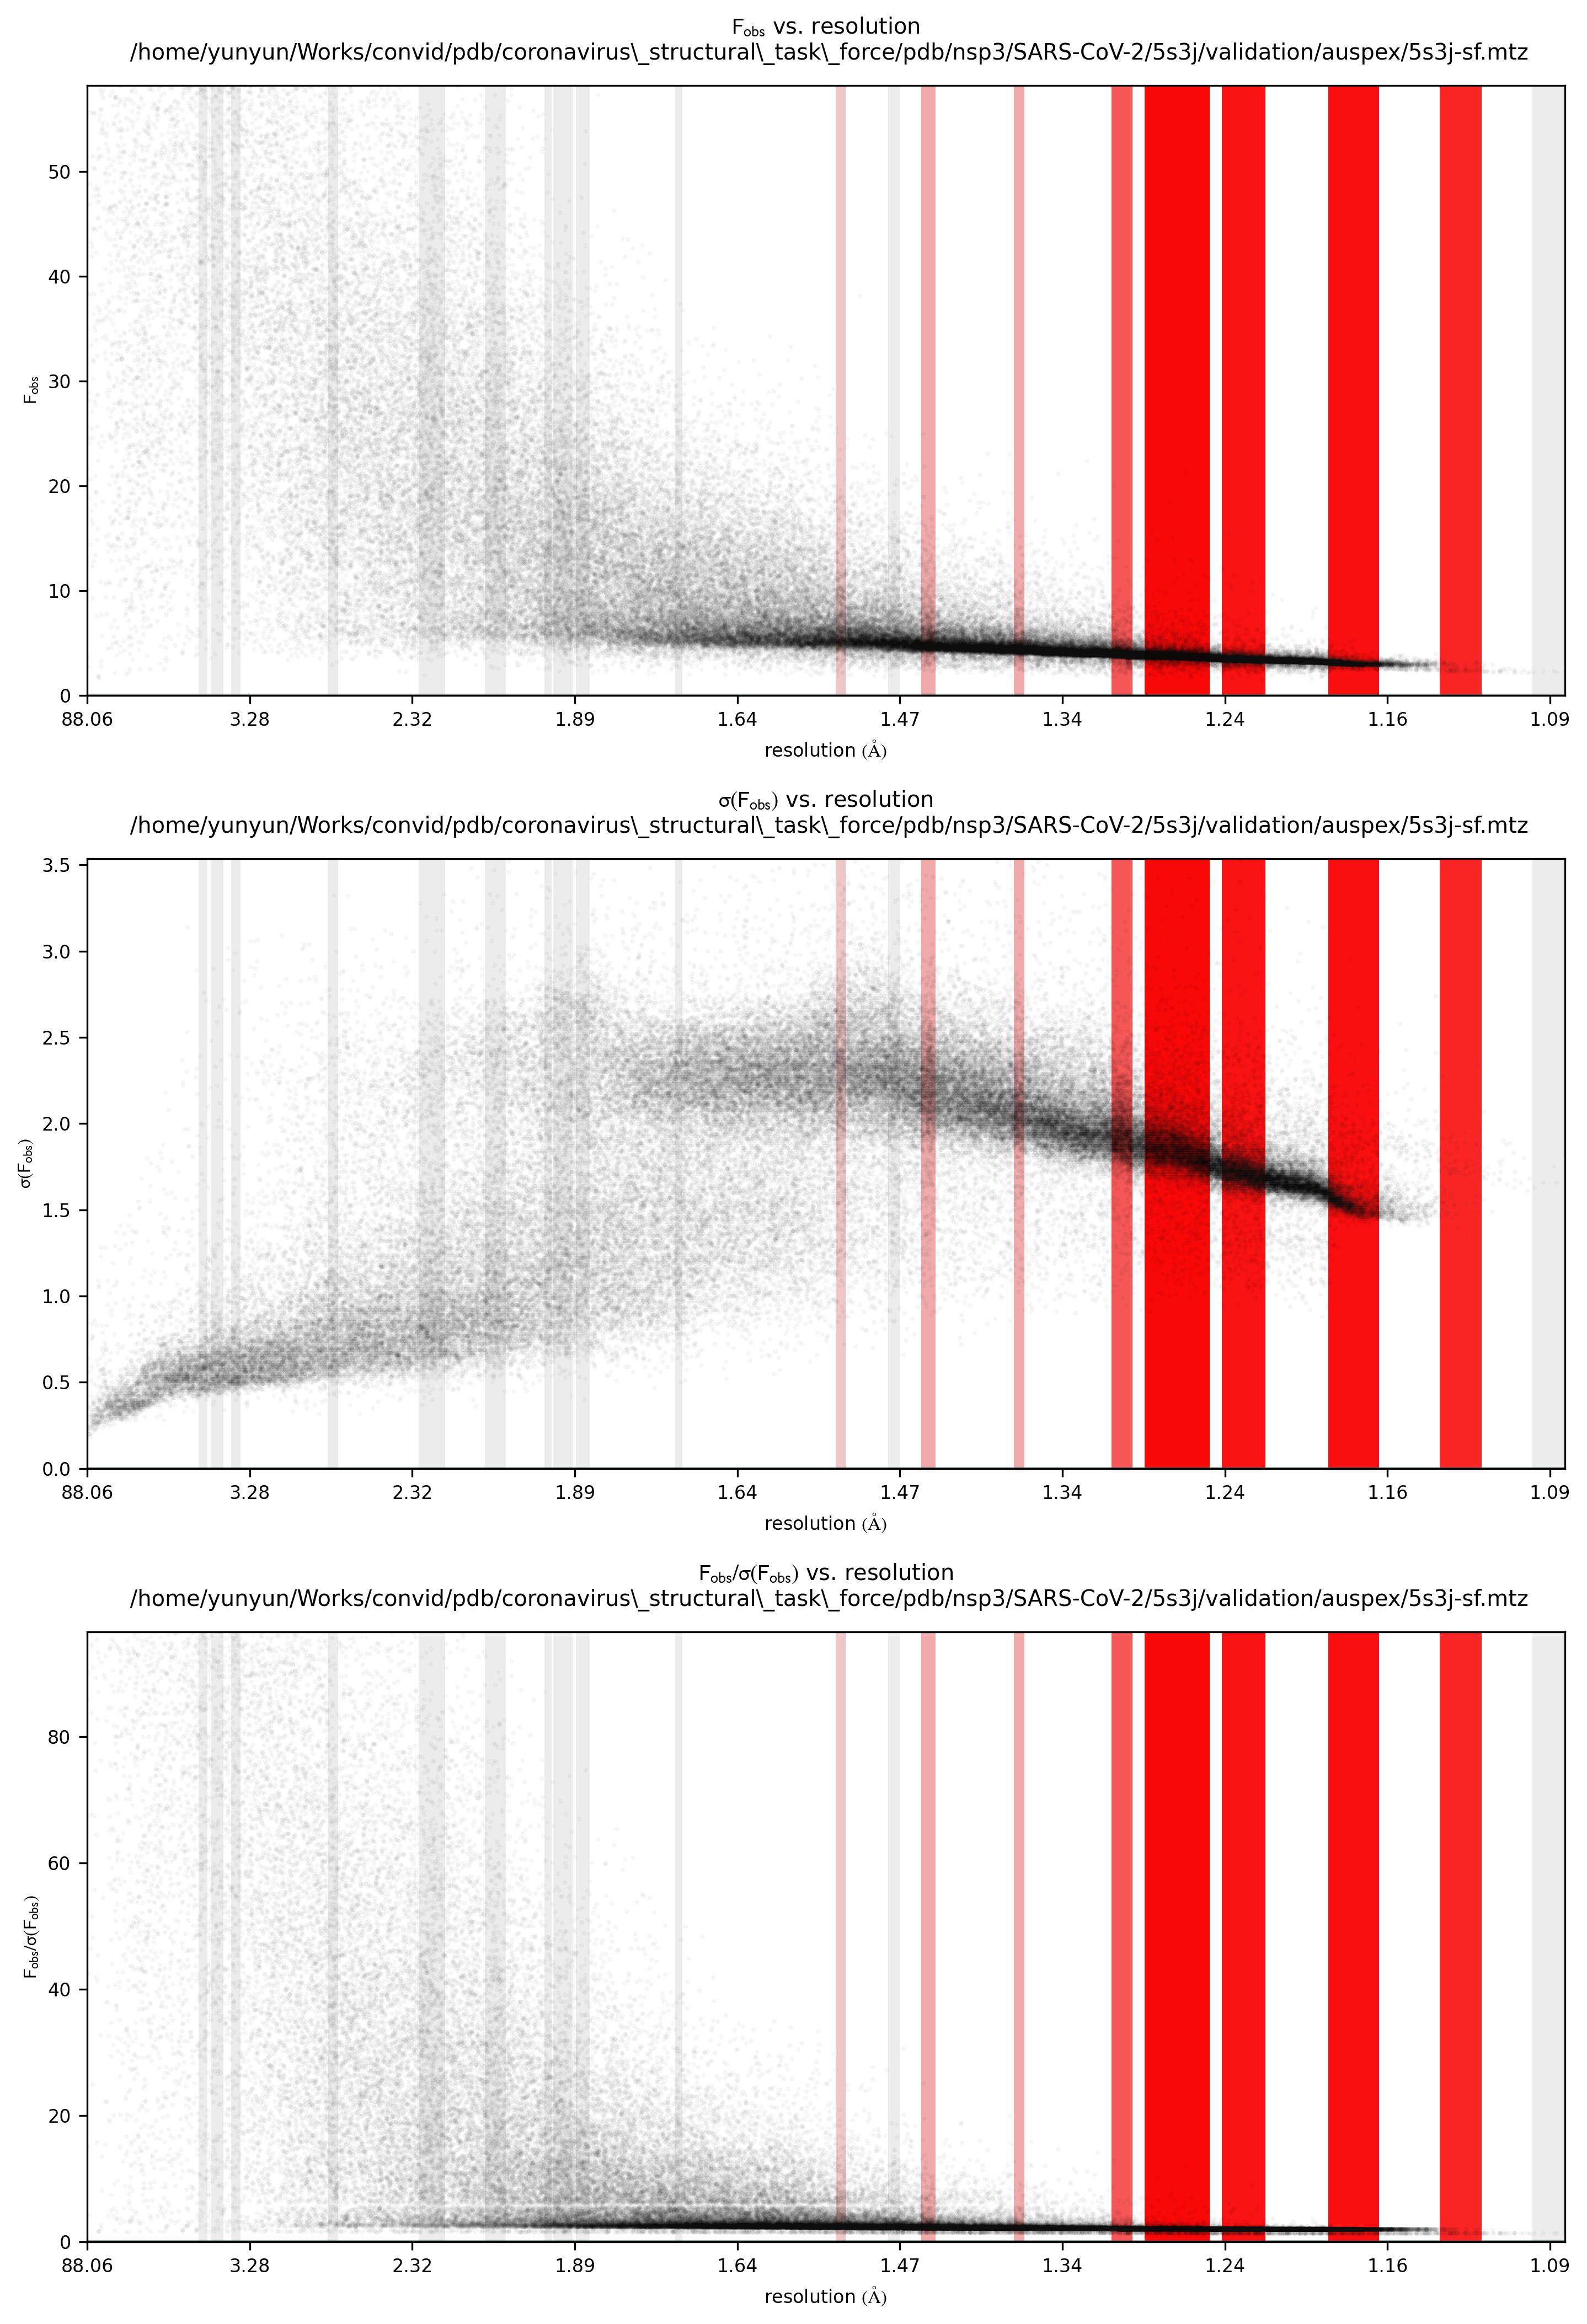 Fobs vs. resolution
/home/yunyun/Works/convid/pdb/coronavirus\_structural\_task\_force/pdb/nsp3/SARS-CoV-2/5s3j/validation/auspex/5s3j-sf.mtz
Fobs
50
40
30
20
10
0
88.06 3.28 2.32 1.89 1.64 1.47 1.34 1.24 1.16 1.09
resolution (Å)
σ(Fobs) vs. resolution
/home/yunyun/Works/convid/pdb/coronavirus\_structural\_task\_force/pdb/nsp3/SARS-CoV-2/5s3j/validation/auspex/5s3j-sf.mtz
σ(Fobs)
3.5
3.0
2.5
2.0
1.5
1.0
0.5
0.0
88.06 3.28 2.32 1.89 1.64 1.47 1.34 1.24 1.16 1.09
resolution (Å)
Fobs/σ(Fobs) vs. resolution
/home/yunyun/Works/convid/pdb/coronavirus\_structural\_task\_force/pdb/nsp3/SARS-CoV-2/5s3j/validation/auspex/5s3j-sf.mtz
Fobs/σ(Fobs)
80
60
40
20
0
88.06 3.28 2.32 1.89 1.64 1.47 1.34 1.24 1.16 1.09
resolution (Å)